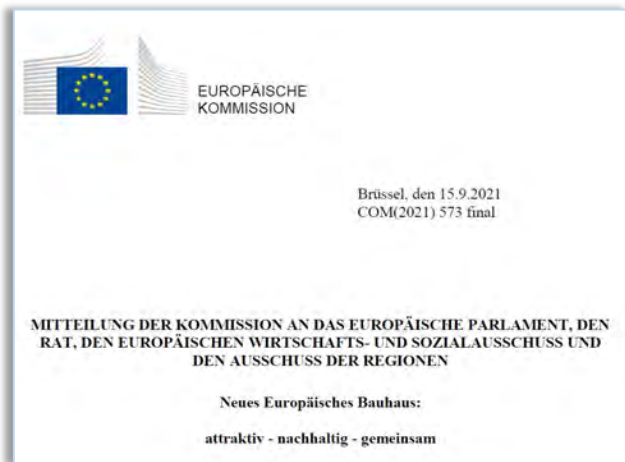 EUROPÄISCHE
KOMMISSION
Brüssel, den 15.9.2021
COM(2021) 573 final
MITTEILUNG DER KOMMISSION AN DAS EUROPÄISCHE PARLAMENT, DEN
RAT, DEN EUROPÄISCHEN WIRTSCHAFTS- UND SOZIALAUSSCHUSS UND
DEN AUSSCHUSS DER REGIONEN
Neues Europäisches Bauhaus:
attraktiv - nachhaltig - gemeinsam